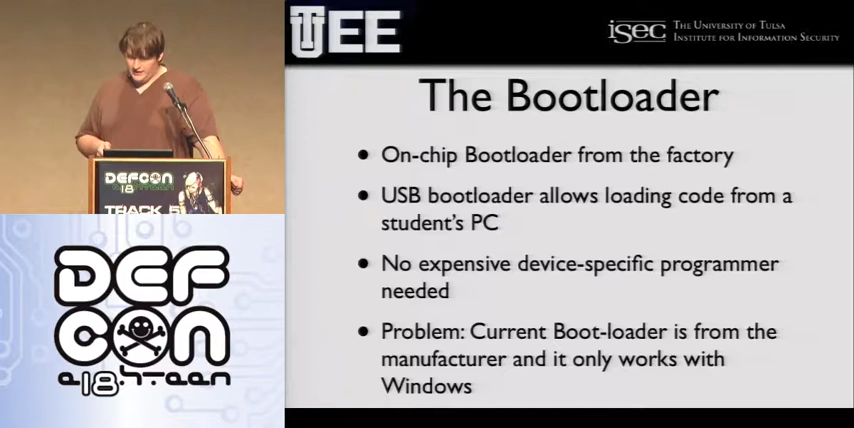 TUEE
isec THE UNIVERSITY OF TULSA
INSTITUTE FOR INFORMATION SECURITY
The Bootloader
• On-chip Bootloader from the factory
• USB bootloader allows loading code from a
student's PC
• No expensive device-specific programmer
needed
• Problem: Current Boot-loader is from the
manufacturer and it only works with
Windows
DEFCON
18
TRACK 5
DEF
CON
e18hteen